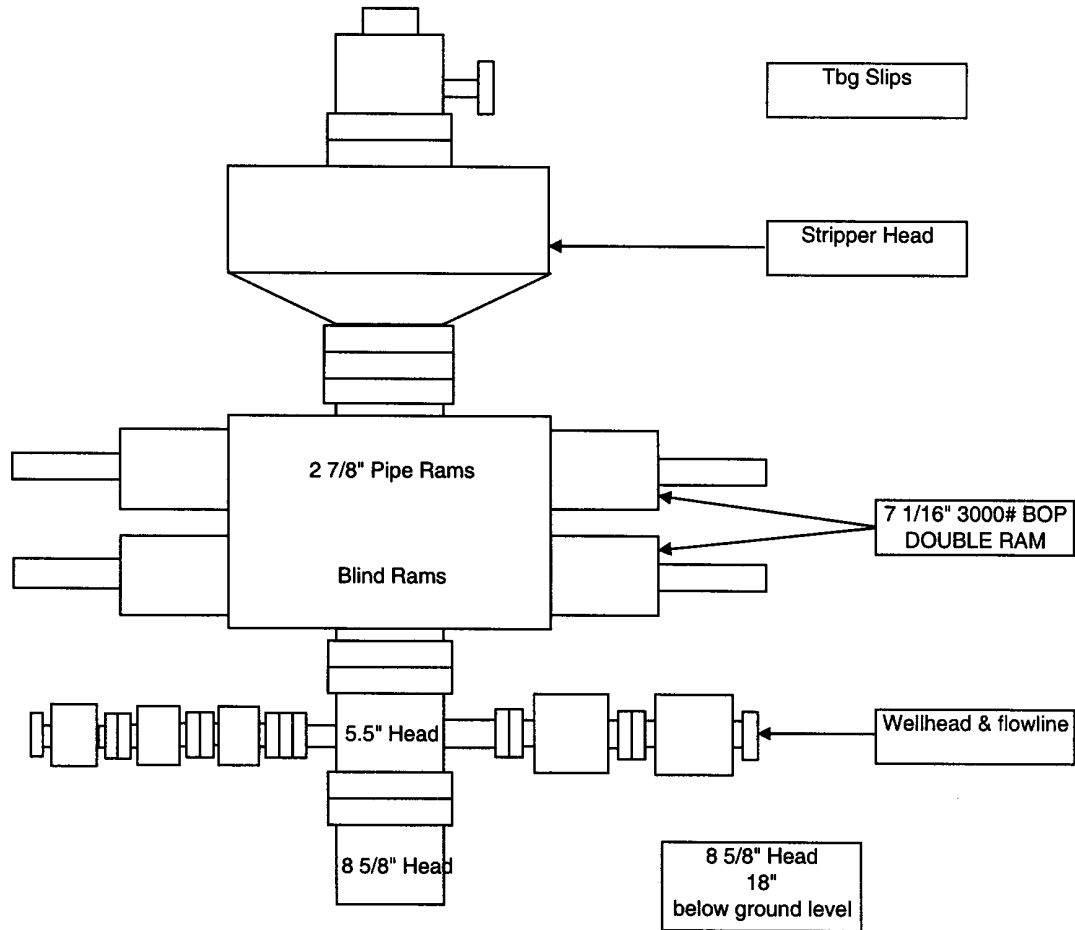 Tbg Slips
Stripper Head
2 7/8" Pipe Rams
7 1/16" 3000# BOP
DOUBLE RAM
Blind Rams
5.5" Head
Wellhead & flowline
8 5/8" Head
8 5/8" Head
18"
below ground level